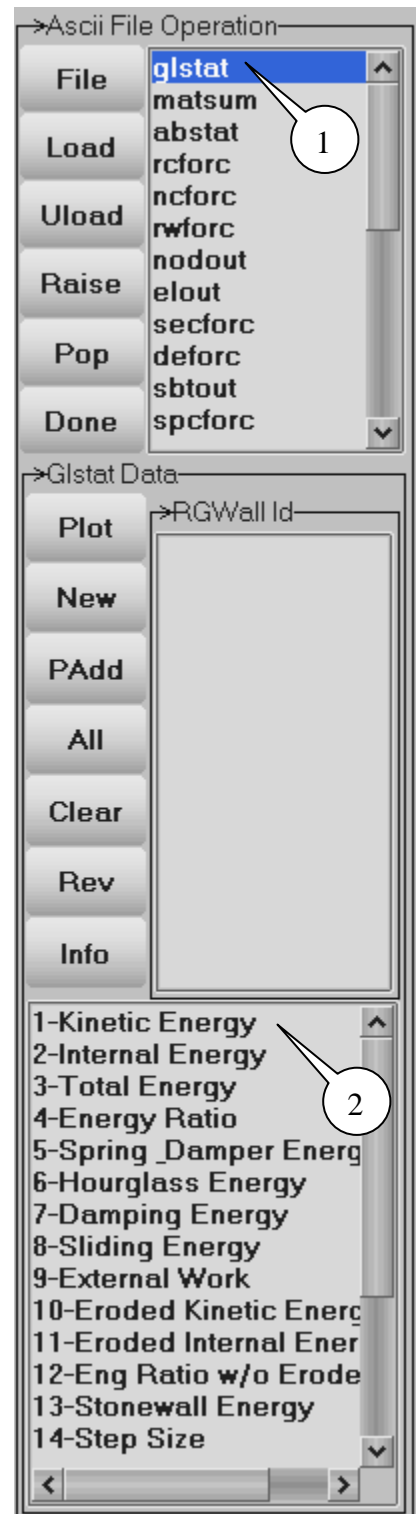 ->Ascii File Operation
File
Load
Uload
Raise
Pop
Done
glstat
matsum
abstat
rcforc
ncforc
rwforc
nodout
elout
secforc
deforc
sbtout
spcforc
1
->Glstat Data
Plot
New
PAdd
All
Clear
Rev
Info
->RGWall Id
1-Kinetic Energy
2-Internal Energy
3-Total Energy
4-Energy Ratio
5-Spring _Damper Energ
6-Hourglass Energy
7-Damping Energy
8-Sliding Energy
9-External Work
10-Eroded Kinetic Energ
11-Eroded Internal Ener
12-Eng Ratio w/o Erode
13-Stonewall Energy
14-Step Size
2